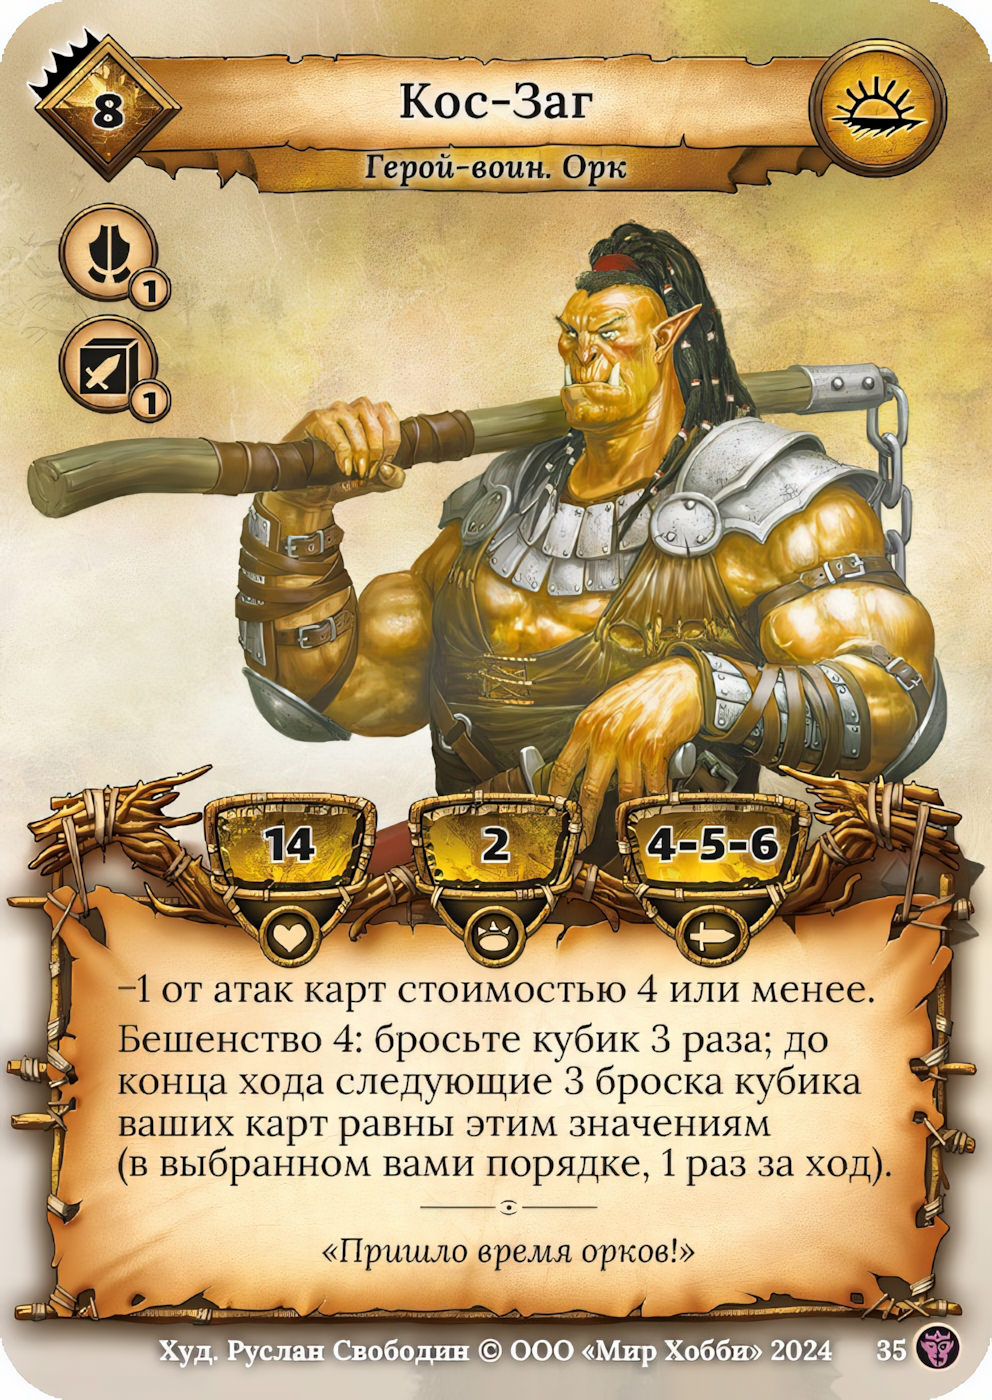 8
Кос-Заг
Герой-воин. Орк
1
1
14
2
4-5-6
–1 от атак карт стоимостью 4 или менее.
Бешенство 4: бросьте кубик 3 раза; до
конца хода следующие 3 броска кубика
ваших карт равны этим значениям
(в выбранном вами порядке, 1 раз за ход).
«Пришло время орков!»
Худ. Руслан Свободин © ООО «Мир Хобби» 2024 35